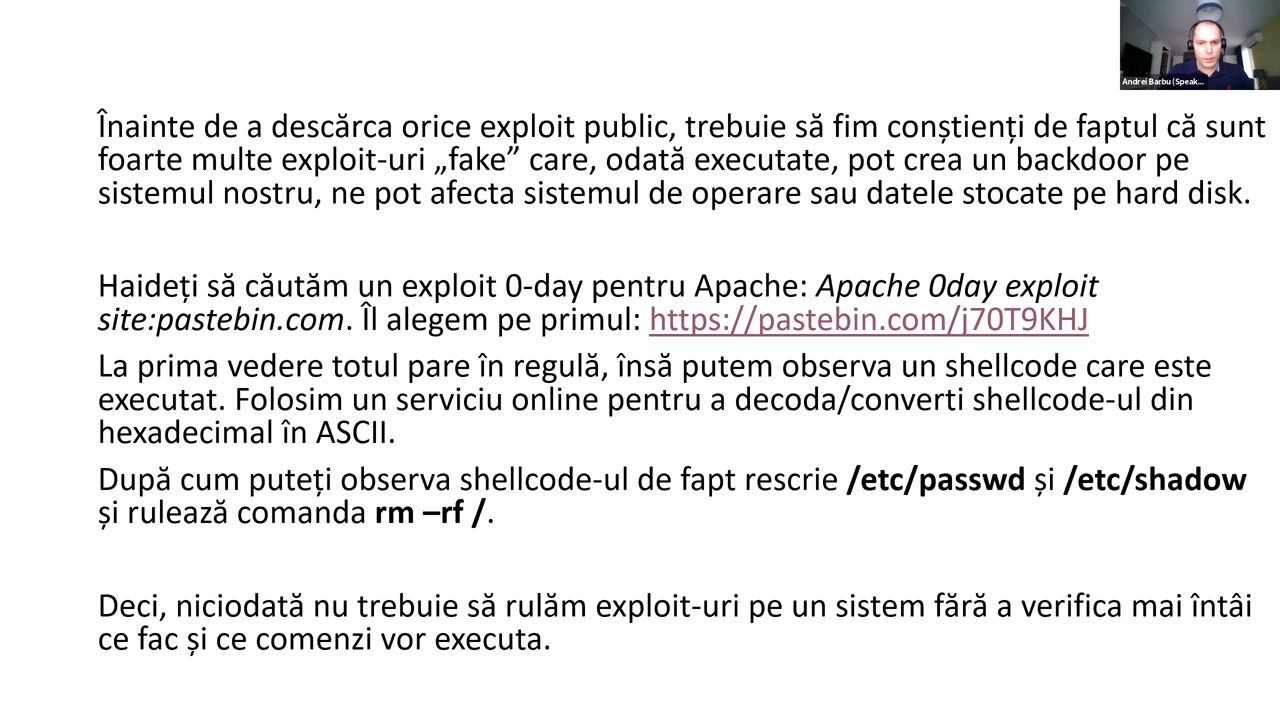 Andrei Barbu (Speak...
Înainte de a descărca orice exploit public, trebuie să fim conștienți de faptul că sunt
foarte multe exploit-uri „fake” care, odată executate, pot crea un backdoor pe
sistemul nostru, ne pot afecta sistemul de operare sau datele stocate pe hard disk.
Haideți să căutăm un exploit 0-day pentru Apache: Apache 0day exploit
site:pastebin.com. Îl alegem pe primul: https://pastebin.com/j70T9KHJ
La prima vedere totul pare în regulă, însă putem observa un shellcode care este
executat. Folosim un serviciu online pentru a decoda/converti shellcode-ul din
hexadecimal în ASCII.
După cum puteți observa shellcode-ul de fapt rescrie /etc/passwd și /etc/shadow
și rulează comanda rm –rf /.
Deci, niciodată nu trebuie să rulăm exploit-uri pe un sistem fără a verifica mai întâi
ce fac și ce comenzi vor executa.